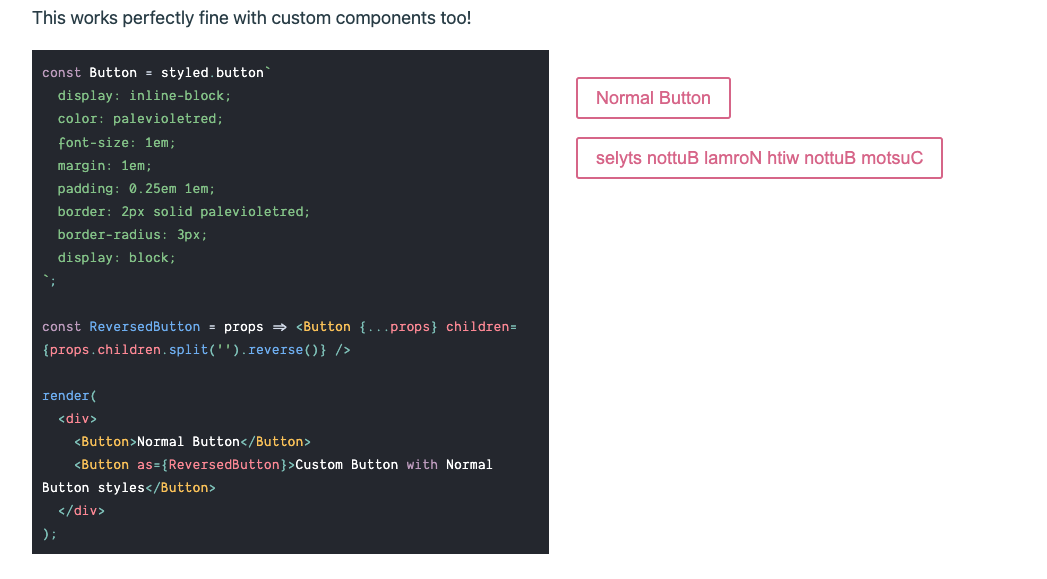 This works perfectly fine with custom components too!
const Button = styled.button`
  display: inline-block;
  color: palevioletred;
  font-size: 1em;
  margin: 1em;
  padding: 0.25em 1em;
  border: 2px solid palevioletred;
  border-radius: 3px;
  display: block;
`;
const ReversedButton = props => <Button {...props} children=
{props.children.split('').reverse()} />
render(
  <div>
    <Button>Normal Button</Button>
    <Button as={ReversedButton}>Custom Button with Normal
Button styles</Button>
  </div>
);
Normal Button
selyts nottuB lamroN htiw nottuB motsuC